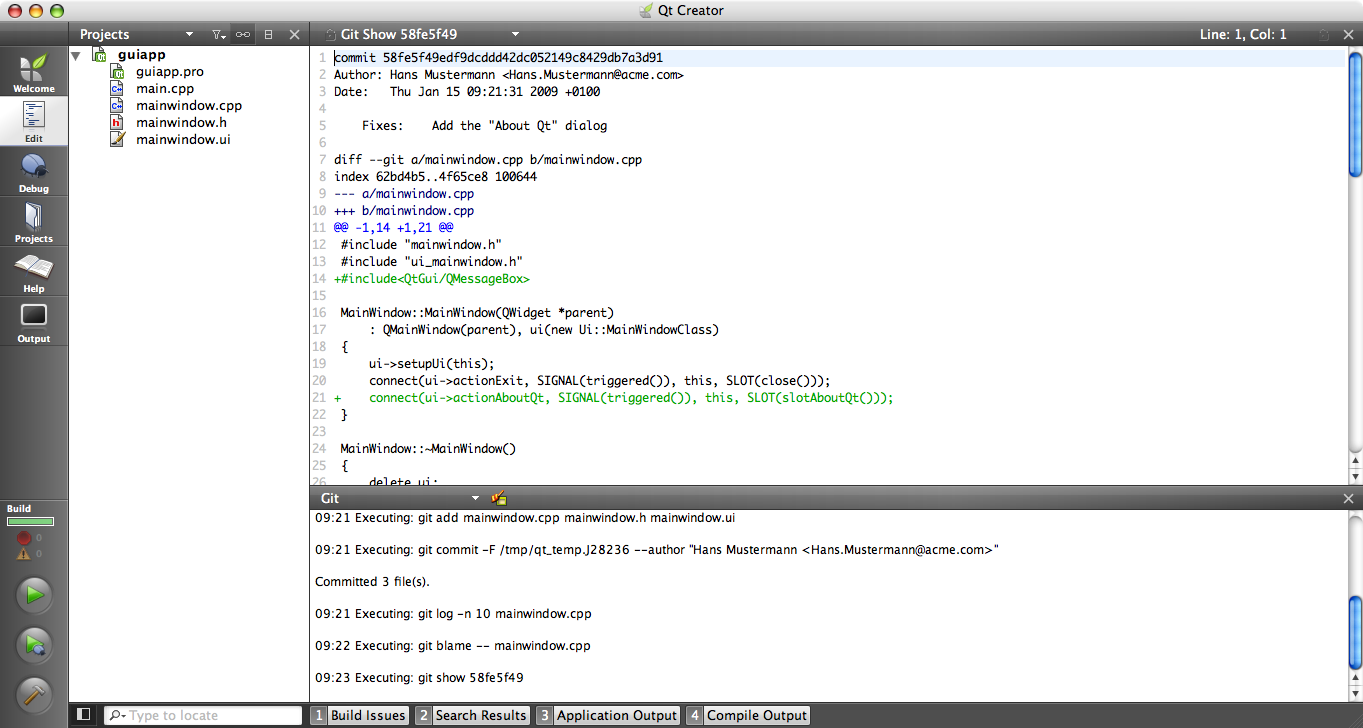 Qt Creator
Projects
Git Show 58fe5f49
Line: 1, Col: 1
Welcome
Edit
Debug
Projects
Help
Output
Build
0
0
guiapp
guiapp.pro
main.cpp
mainwindow.cpp
mainwindow.h
mainwindow.ui
1 commit 58fe5f49edf9dcddd42dc052149c8429db7a3d91
2 Author: Hans Mustermann <Hans.Mustermann@acme.com>
3 Date:   Thu Jan 15 09:21:31 2009 +0100
4
5     Fixes:    Add the "About Qt" dialog
6
7 diff --git a/mainwindow.cpp b/mainwindow.cpp
8 index 62bd4b5..4f65ce8 100644
9 --- a/mainwindow.cpp
10 +++ b/mainwindow.cpp
11 @@ -1,14 +1,21 @@
12  #include "mainwindow.h"
13  #include "ui_mainwindow.h"
14 +#include<QtGui/QMessageBox>
15
16  MainWindow::MainWindow(QWidget *parent)
17      : QMainWindow(parent), ui(new Ui::MainWindowClass)
18  {
19      ui->setupUi(this);
20      connect(ui->actionExit, SIGNAL(triggered()), this, SLOT(close()));
21 +    connect(ui->actionAboutQt, SIGNAL(triggered()), this, SLOT(slotAboutQt()));
22  }
23
24  MainWindow::~MainWindow()
25  {
26      delete ui;
Git
09:21 Executing: git add mainwindow.cpp mainwindow.h mainwindow.ui
09:21 Executing: git commit -F /tmp/qt_temp.J28236 --author "Hans Mustermann <Hans.Mustermann@acme.com>"
Committed 3 file(s).
09:21 Executing: git log -n 10 mainwindow.cpp
09:22 Executing: git blame -- mainwindow.cpp
09:23 Executing: git show 58fe5f49
Type to locate
1 Build Issues
2 Search Results
3 Application Output
4 Compile Output